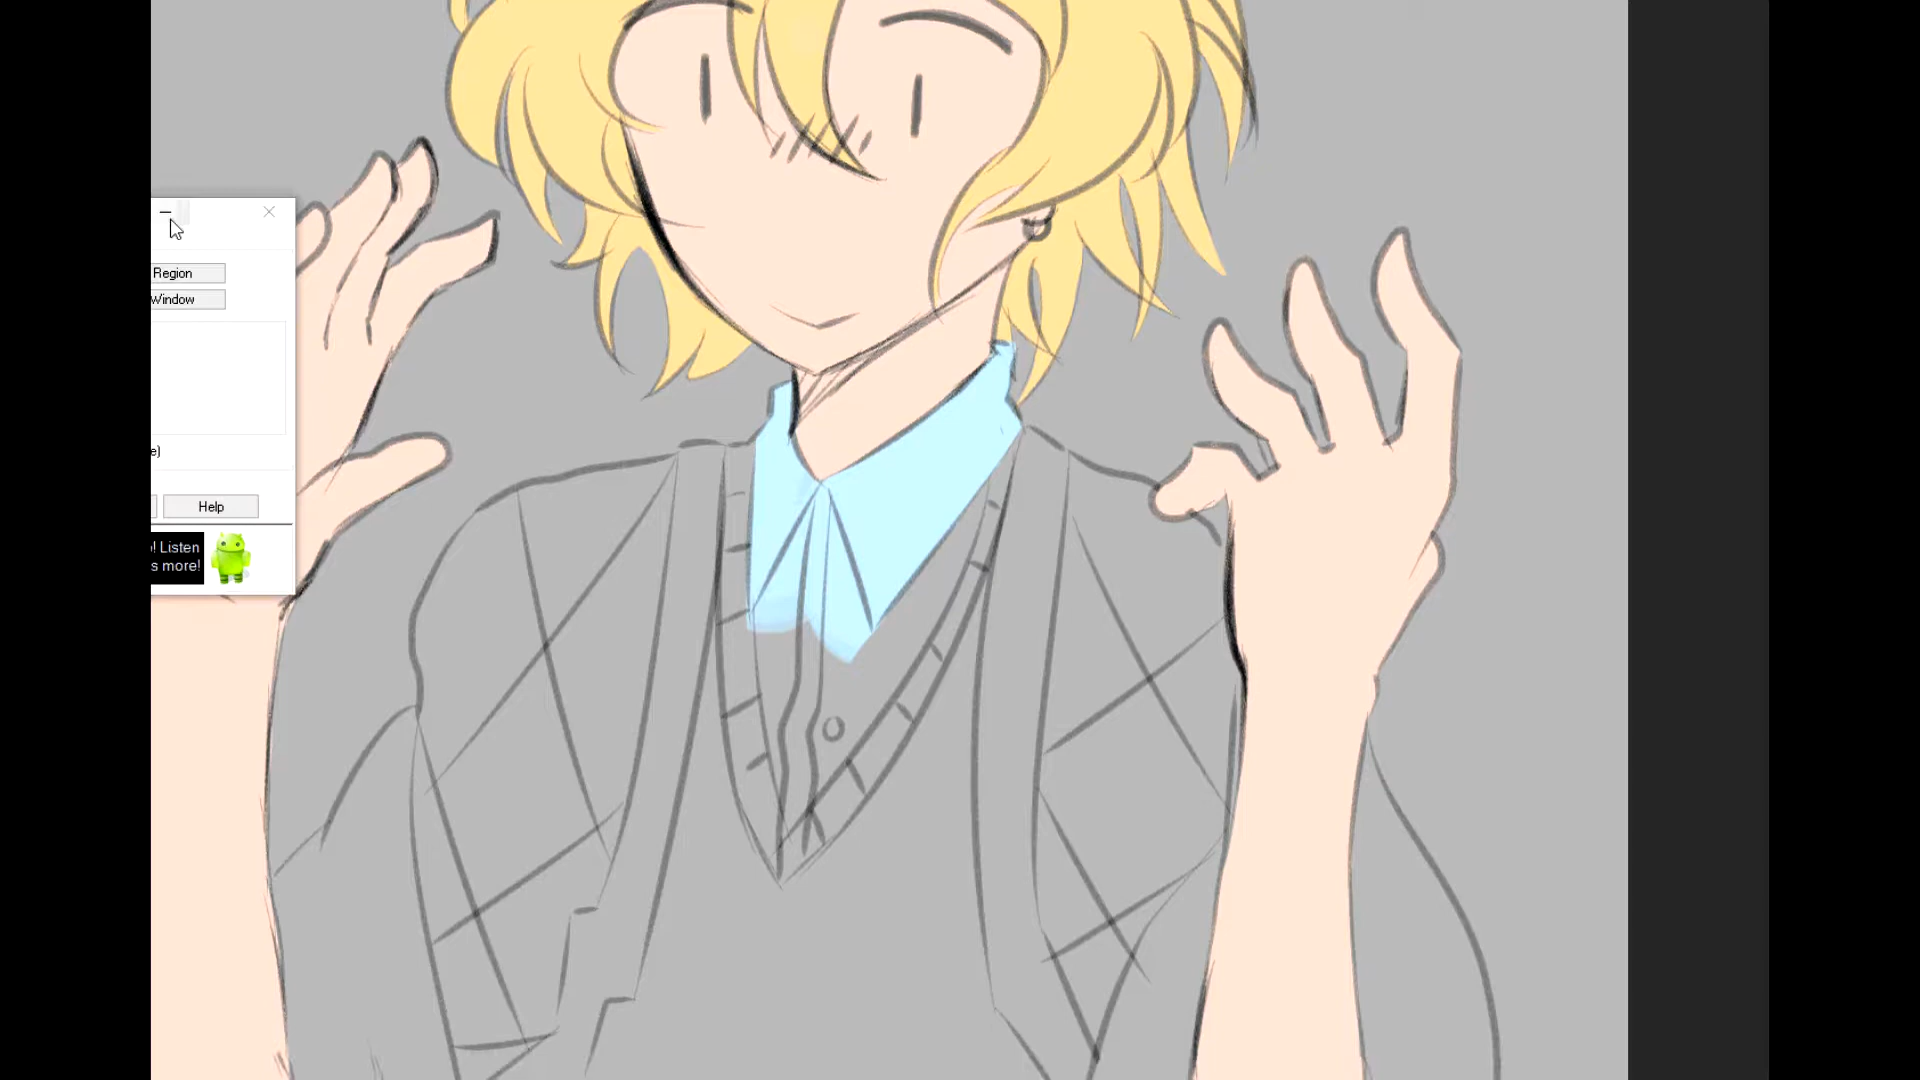 Region
Window
e)
Help
! Listen
s more!